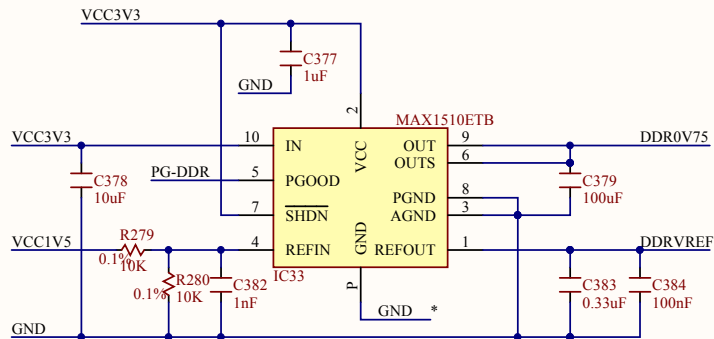 VCC3V3
C377
1uF
GND
2
MAX1510ETB
VCC3V3
10
IN
VCC
OUT
9
DDR0V75
OUTS
6
C378
10uF
PG-DDR
5
PGOOD
C379
100uF
PGND
8
7
SHDN
AGND
3
VCC1V5
R279
0.1%
10K
4
REFIN
GND
REFOUT
1
DDRVREF
IC33
R280
0.1%
10K
C382
1nF
P
C383
0.33uF
C384
100nF
GND *
GND